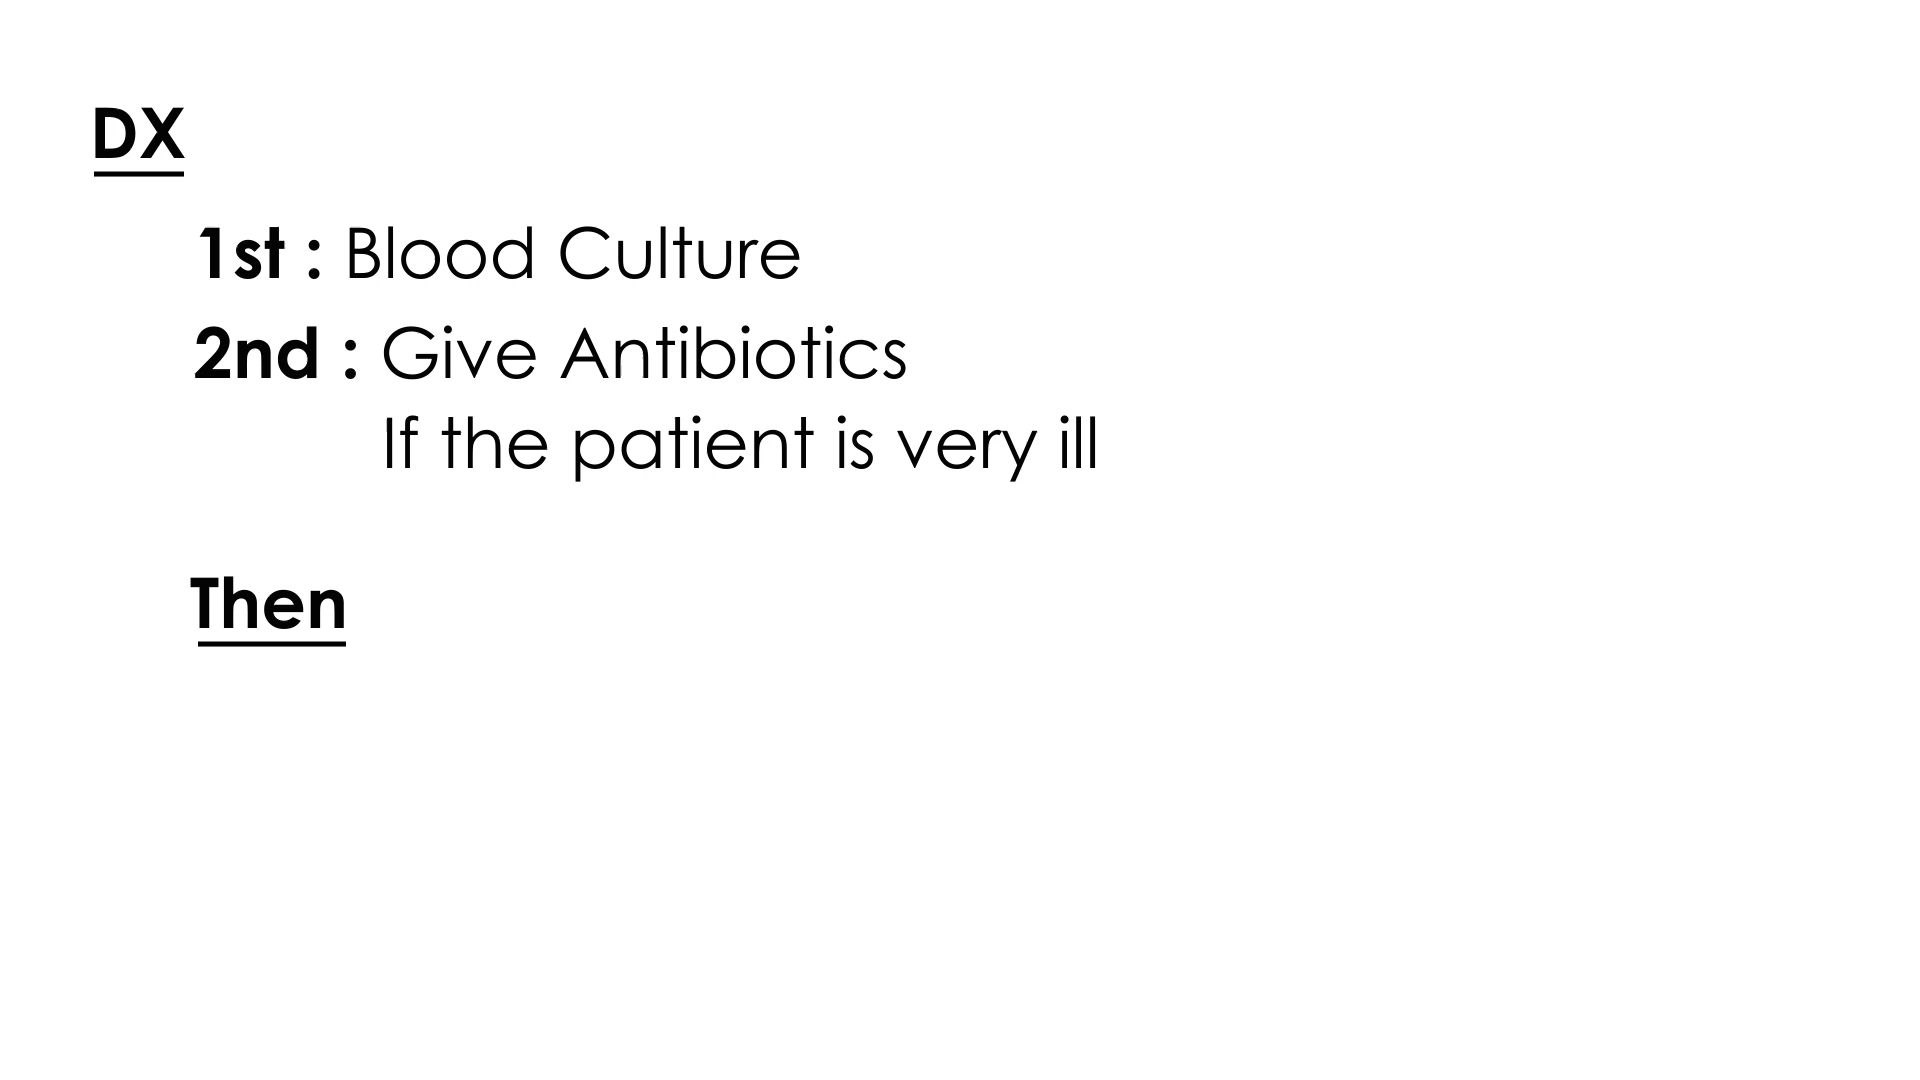 DX
1st : Blood Culture
2nd : Give Antibiotics
If the patient is very ill
Then